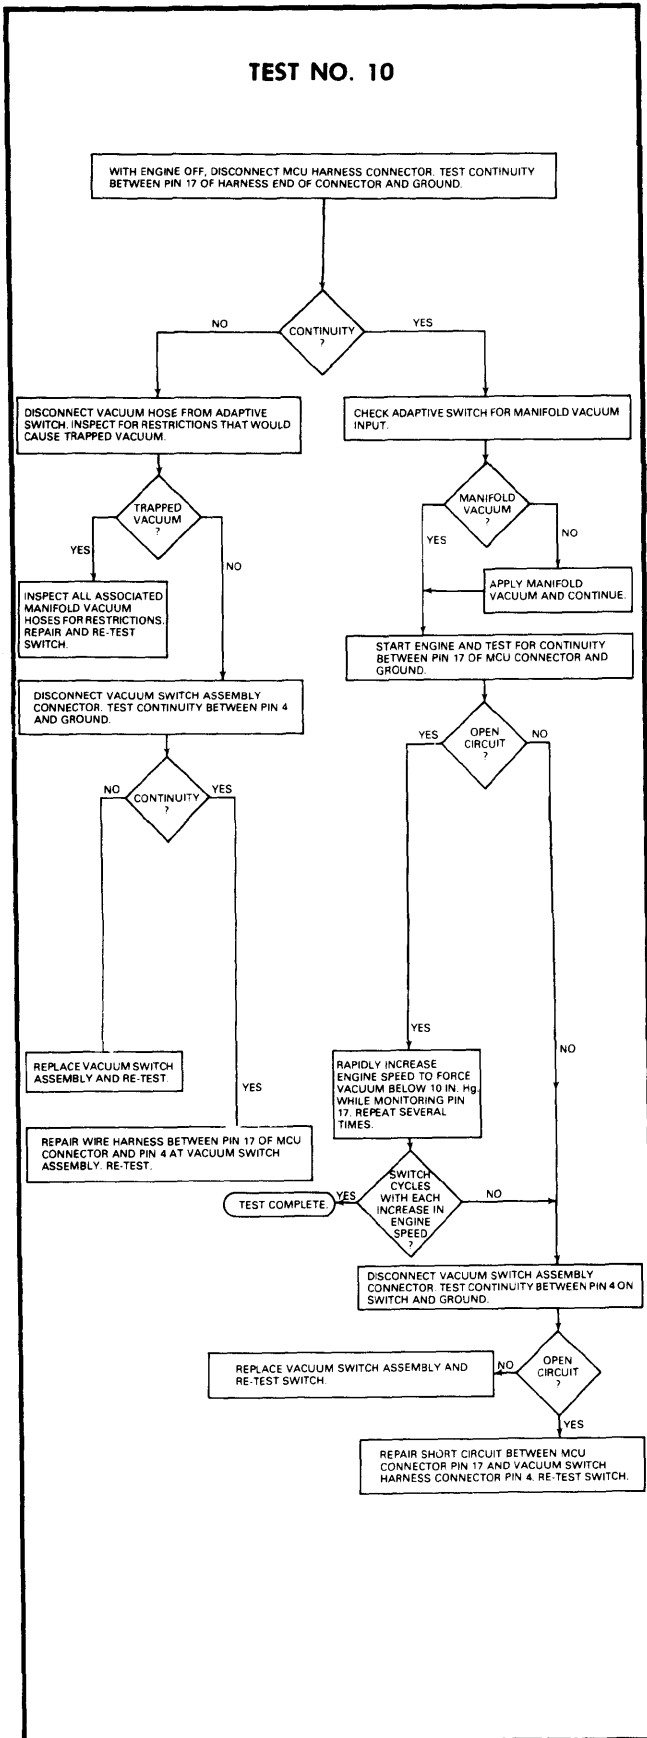 TEST NO. 10
WITH ENGINE OFF, DISCONNECT MCU HARNESS CONNECTOR. TEST CONTINUITY
BETWEEN PIN 17 OF HARNESS END OF CONNECTOR AND GROUND.
CONTINUITY
?
NO
YES
DISCONNECT VACUUM HOSE FROM ADAPTIVE
SWITCH. INSPECT FOR RESTRICTIONS THAT WOULD
CAUSE TRAPPED VACUUM.
CHECK ADAPTIVE SWITCH FOR MANIFOLD VACUUM
INPUT.
TRAPPED
VACUUM
?
YES
NO
MANIFOLD
VACUUM
?
YES
NO
INSPECT ALL ASSOCIATED
MANIFOLD VACUUM
HOSES FOR RESTRICTIONS.
REPAIR AND RE-TEST
SWITCH.
APPLY MANIFOLD
VACUUM AND CONTINUE.
START ENGINE AND TEST FOR CONTINUITY
BETWEEN PIN 17 OF MCU CONNECTOR AND
GROUND.
DISCONNECT VACUUM SWITCH ASSEMBLY
CONNECTOR. TEST CONTINUITY BETWEEN PIN 4
AND GROUND.
YES
OPEN
CIRCUIT
?
NO
NO
CONTINUITY
?
YES
YES
NO
REPLACE VACUUM SWITCH
ASSEMBLY AND RE-TEST.
YES
RAPIDLY INCREASE
ENGINE SPEED TO FORCE
VACUUM BELOW 10 IN. Hg.
WHILE MONITORING PIN
17. REPEAT SEVERAL
TIMES.
REPAIR WIRE HARNESS BETWEEN PIN 17 OF MCU
CONNECTOR AND PIN 4 AT VACUUM SWITCH
ASSEMBLY. RE-TEST.
TEST COMPLETE.
YES
SWITCH
CYCLES
WITH EACH
INCREASE IN
ENGINE
SPEED
?
NO
DISCONNECT VACUUM SWITCH ASSEMBLY
CONNECTOR. TEST CONTINUITY BETWEEN PIN 4 ON
SWITCH AND GROUND.
REPLACE VACUUM SWITCH ASSEMBLY AND
RE-TEST SWITCH.
NO
OPEN
CIRCUIT
?
YES
REPAIR SHORT CIRCUIT BETWEEN MCU
CONNECTOR PIN 17 AND VACUUM SWITCH
HARNESS CONNECTOR PIN 4. RE-TEST SWITCH.